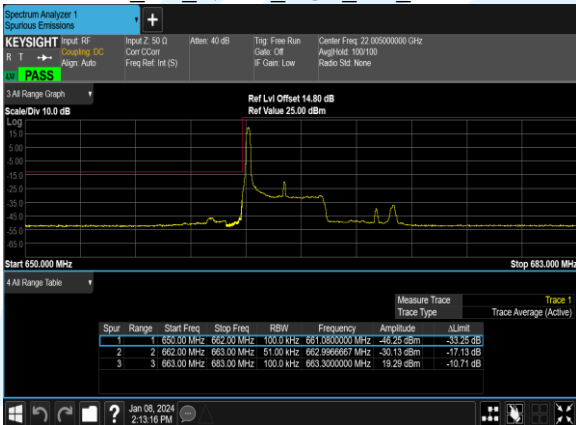 Spectrum Analyzer 1
Spurious Emissions
+
KEYSIGHT Input: RF Input Z: 50 Ω Atten: 40 dB Trig: Free Run Center Freq: 22.005000000 GHz
R T Coupling: DC Corr CCorr Gate: Off Avg|Hold: 100/100
Align: Auto Freq Ref: Int (S) IF Gain: Low Radio Std: None
LXI PASS
3 All Range Graph
Ref Lvl Offset 14.80 dB
Scale/Div 10.0 dB Ref Value 25.00 dBm
Log
15.0
5.00
-5.00
-15.0
-25.0
-35.0
-45.0
-55.0
-65.0
Start 650.000 MHz Stop 683.000 MHz
4 All Range Table
Measure Trace Trace 1
Trace Type Trace Average (Active)
Spur Range Start Freq Stop Freq RBW Frequency Amplitude ΔLimit
1 1 650.00 MHz 662.00 MHz 100.0 kHz 661.0800000 MHz -46.25 dBm -33.25 dB
2 2 662.00 MHz 663.00 MHz 51.00 kHz 662.9966667 MHz -30.13 dBm -17.13 dB
3 3 663.00 MHz 683.00 MHz 100.0 kHz 663.3000000 MHz 19.29 dBm -10.71 dB
? Jan 08, 2024
2:13:16 PM